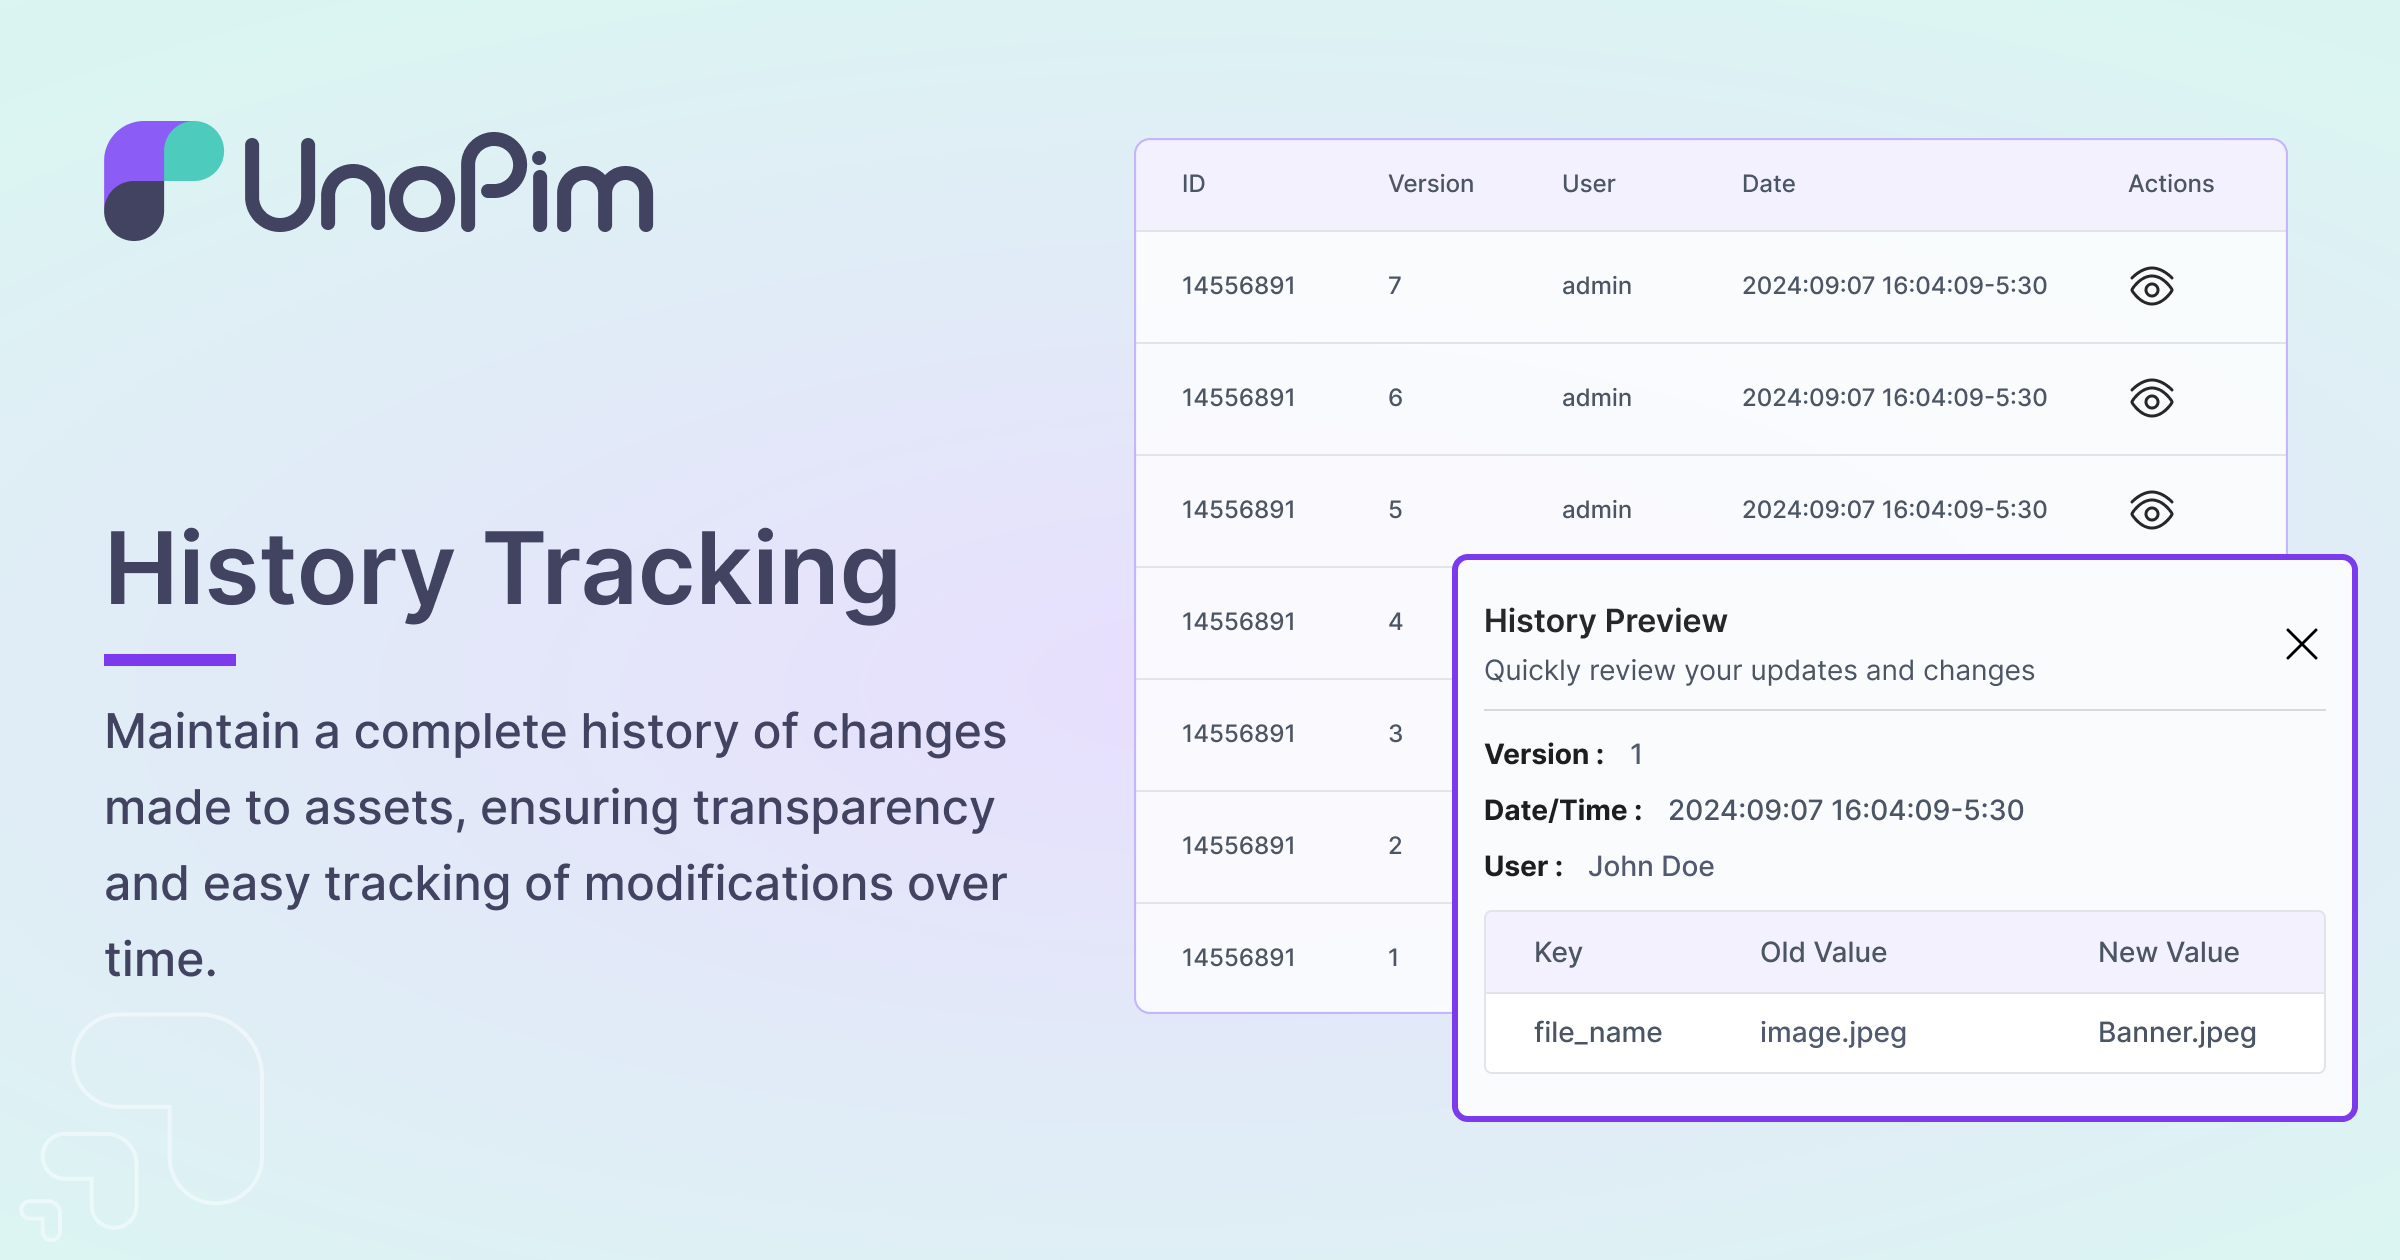 UnoPim
History Tracking
Maintain a complete history of changes
made to assets, ensuring transparency
and easy tracking of modifications over
time.
ID Version User Date Actions
14556891 7 admin 2024:09:07 16:04:09-5:30
14556891 6 admin 2024:09:07 16:04:09-5:30
14556891 5 admin 2024:09:07 16:04:09-5:30
14556891 4
14556891 3
14556891 2
14556891 1
History Preview
Quickly review your updates and changes
Version : 1
Date/Time : 2024:09:07 16:04:09-5:30
User : John Doe
Key Old Value New Value
file_name image.jpeg Banner.jpeg